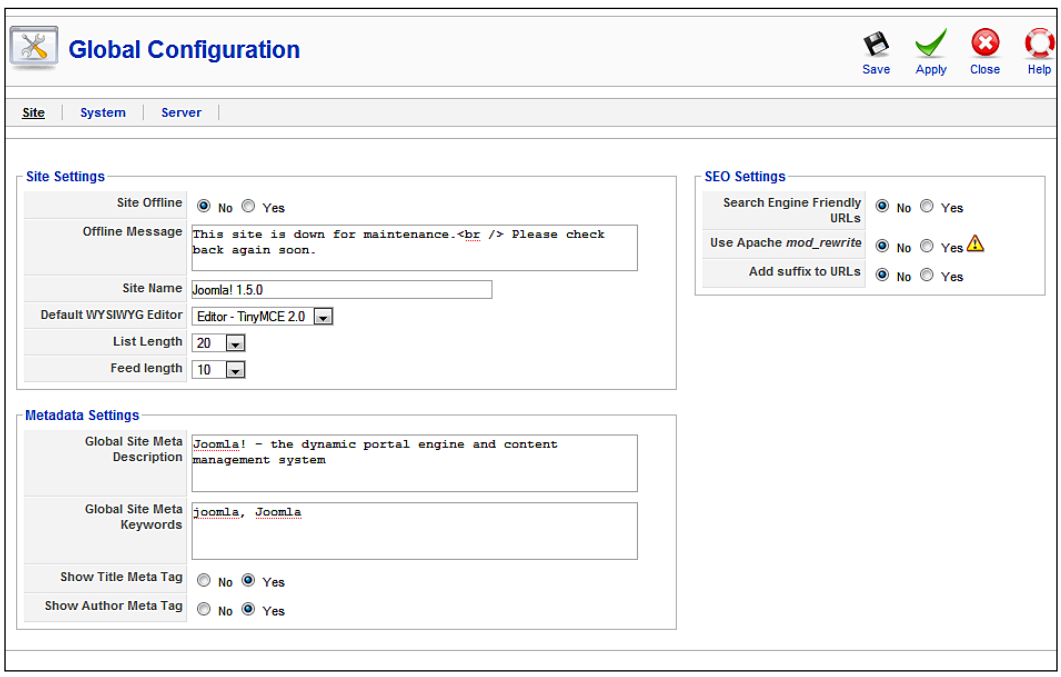 Global Configuration
Save Apply Close Help
Site System Server
Site Settings
Site Offline No Yes
Offline Message This site is down for maintenance.<br /> Please check
back again soon.
Site Name Joomla! 1.5.0
Default WYSIWYG Editor Editor - TinyMCE 2.0
List Length 20
Feed length 10
Metadata Settings
Global Site Meta Joomla! - the dynamic portal engine and content
Description management system
Global Site Meta joomla, Joomla
Keywords
Show Title Meta Tag No Yes
Show Author Meta Tag No Yes
SEO Settings
Search Engine Friendly No Yes
URLs
Use Apache mod_rewrite No Yes
Add suffix to URLs No Yes